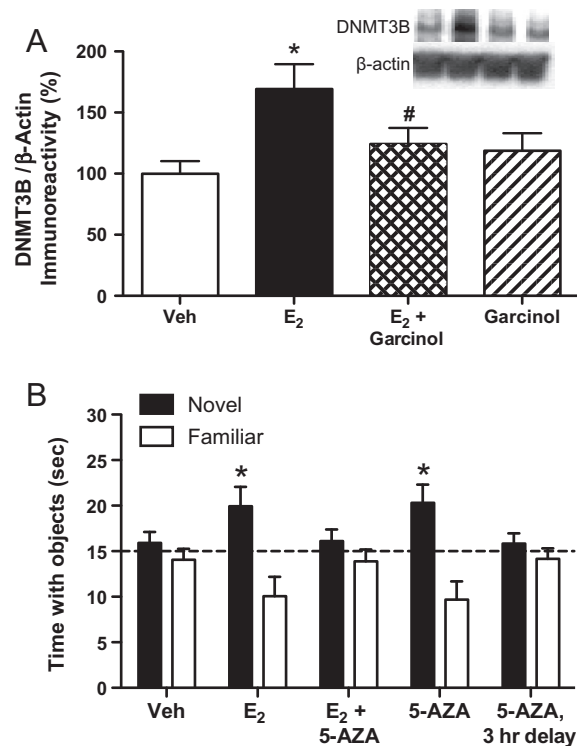 A
DNMT3B
β-actin
DNMT3B /β-Actin
Immunoreactivity (%)
200
150
100
50
0
*
#
Veh
E₂
E₂ +
Garcinol
Garcinol
B
Novel
Familiar
Time with objects (sec)
30
25
20
15
10
5
0
*
*
Veh
E₂
E₂ +
5-AZA
5-AZA
5-AZA,
3 hr delay